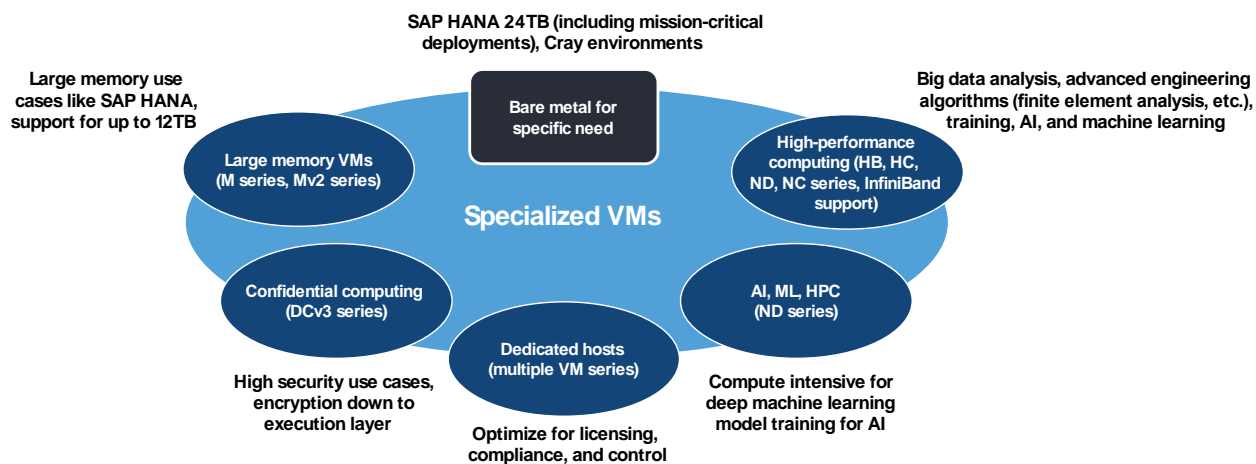 SAP HANA 24TB (including mission-critical
deployments), Cray environments
Large memory use
cases like SAP HANA,
support for up to 12TB
Bare metal for
specific need
Big data analysis, advanced engineering
algorithms (finite element analysis, etc.),
training, AI, and machine learning
Large memory VMs
(M series, Mv2 series)
High-performance
computing (HB, HC,
ND, NC series, InfiniBand
support)
Specialized VMs
Confidential computing
(DCv3 series)
AI, ML, HPC
(ND series)
Dedicated hosts
(multiple VM series)
High security use cases,
encryption down to
execution layer
Compute intensive for
deep machine learning
model training for AI
Optimize for licensing,
compliance, and control